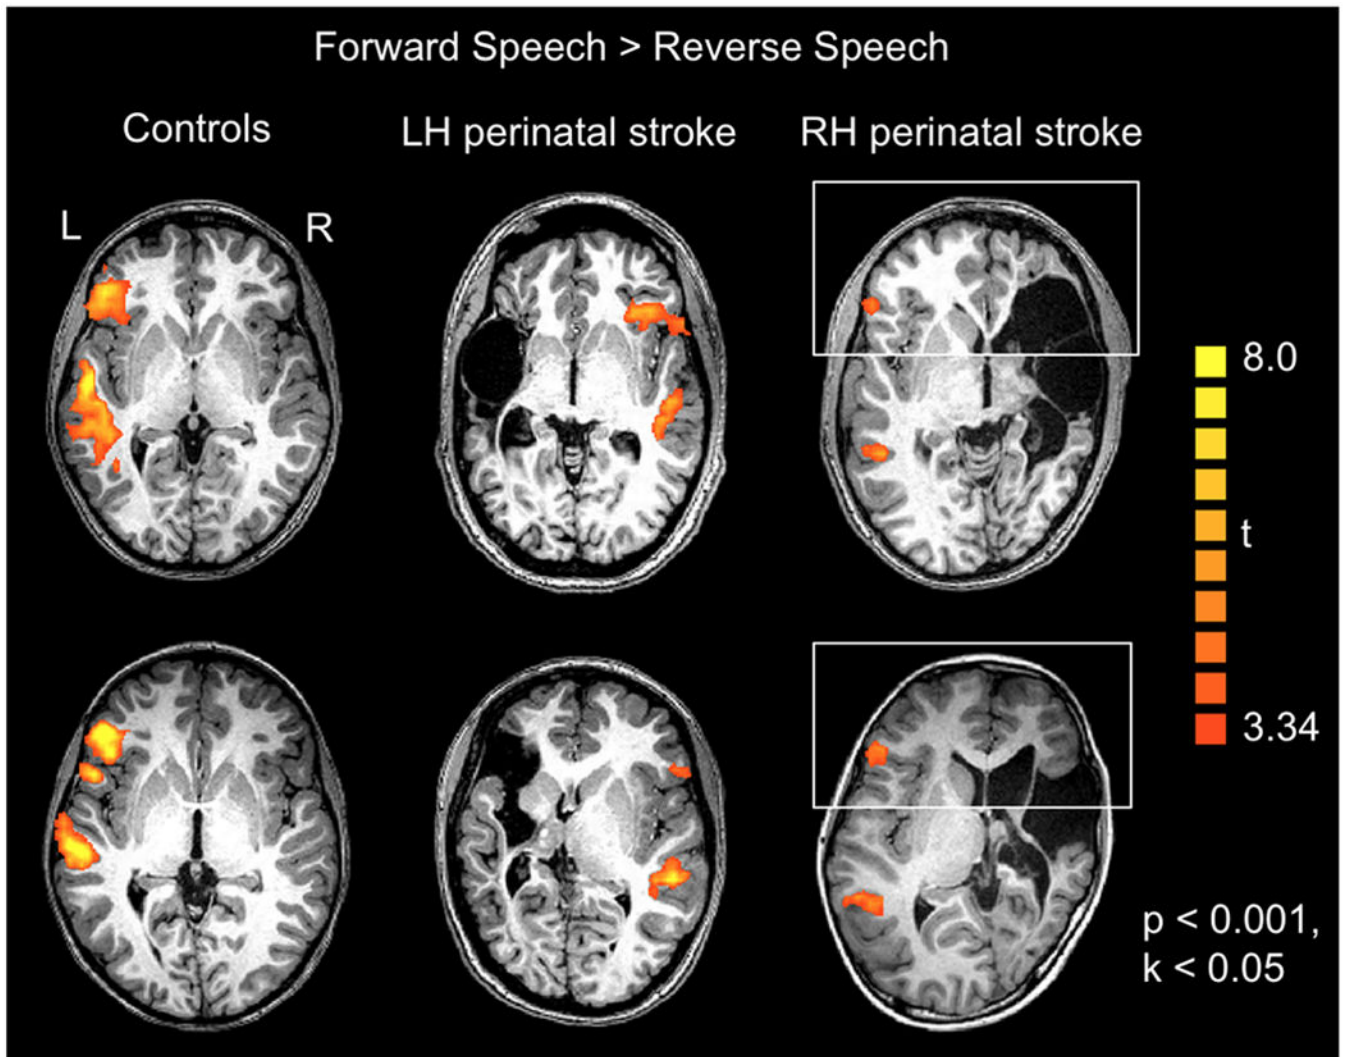 Forward Speech > Reverse Speech
Controls
LH perinatal stroke
RH perinatal stroke
L
R
8.0
t
3.34
p < 0.001,
k < 0.05